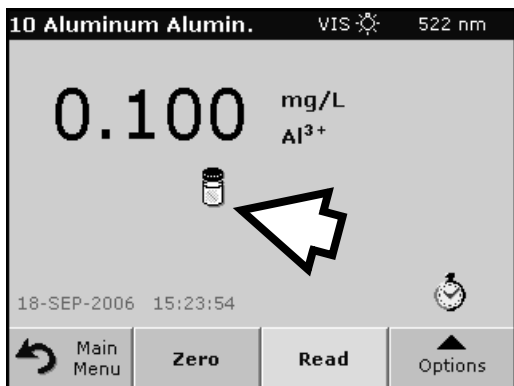 10 Aluminum Alumin. VIS 522 nm
0.100 mg/L
Al³⁺
18-SEP-2006 15:23:54
Main Menu Zero Read Options